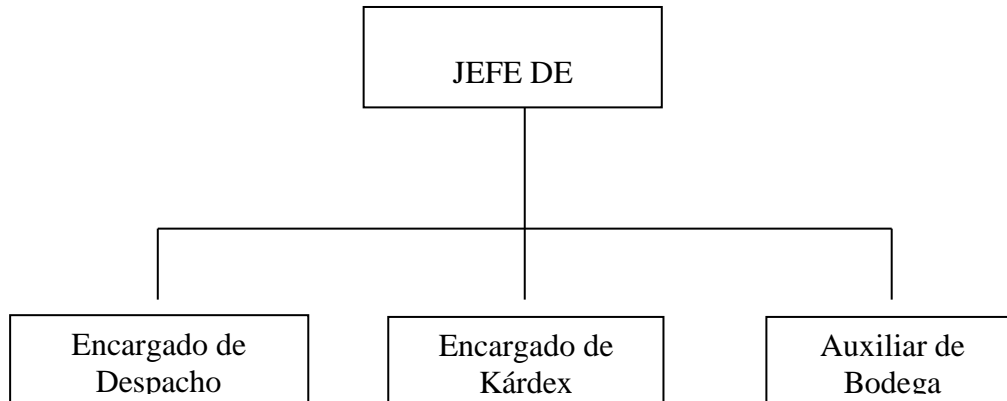 JEFE DE
Encargado de
Despacho
Encargado de
Kárdex
Auxiliar de
Bodega